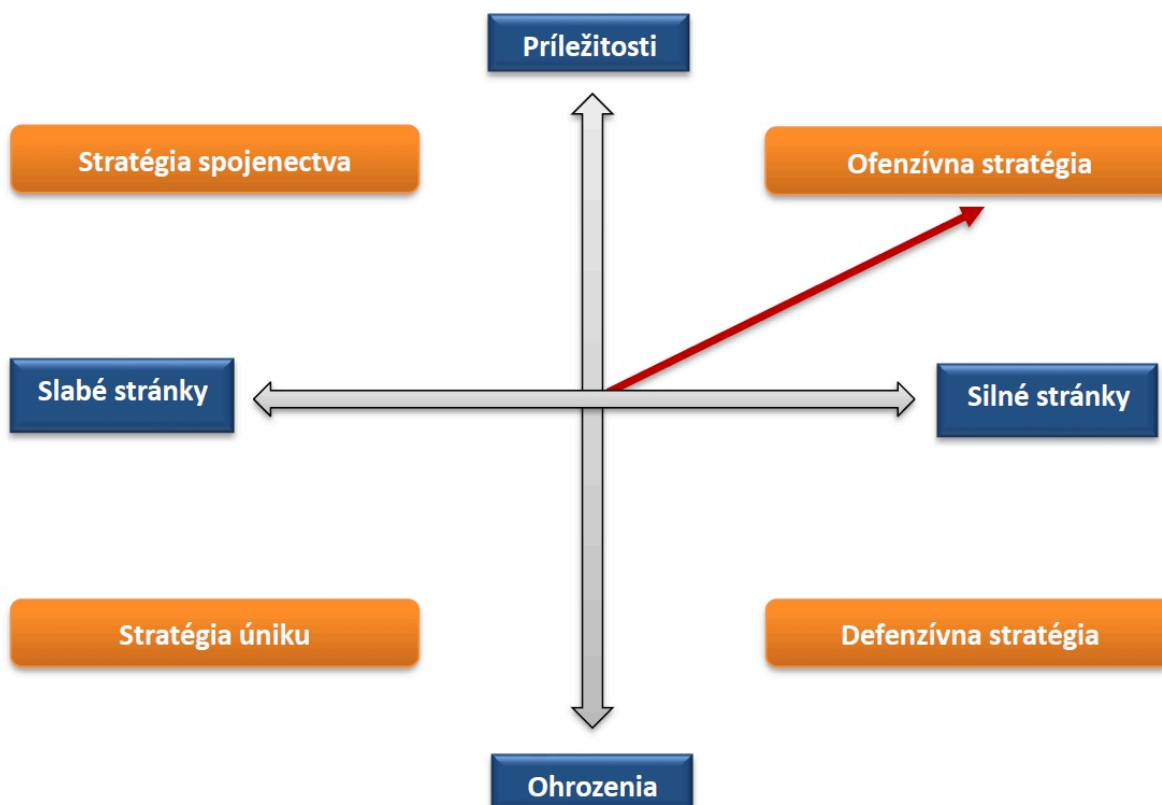 Príležitosti
Stratégia spojenectva
Ofenzívna stratégia
Slabé stránky
Silné stránky
Stratégia úniku
Defenzívna stratégia
Ohrozenia